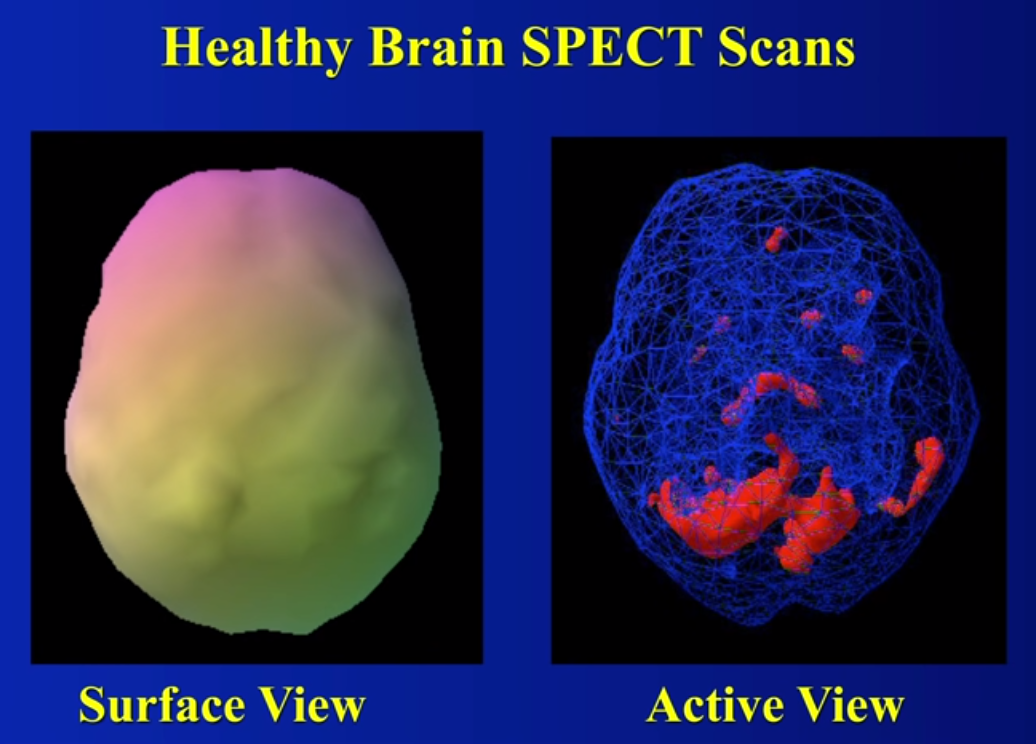 Healthy Brain SPECT Scans
Surface View
Active View